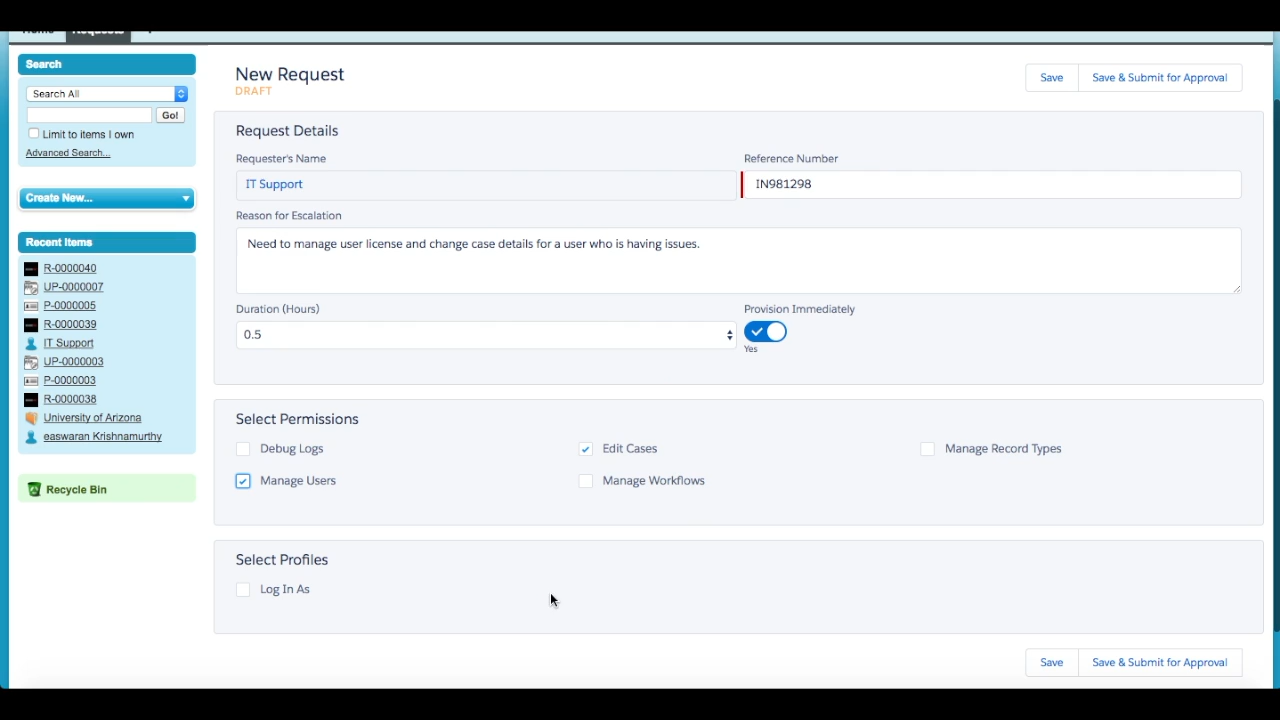 Home Requests +
Search
Search All
Go!
Limit to items I own
Advanced Search...
Create New...
Recent Items
R-0000040
UP-0000007
P-0000005
R-0000039
IT Support
UP-0000003
P-0000003
R-0000038
University of Arizona
easwaran Krishnamurthy
Recycle Bin
New Request
DRAFT
Save
Save & Submit for Approval
Request Details
Requester's Name
Reference Number
IT Support
IN981298
Reason for Escalation
Need to manage user license and change case details for a user who is having issues.
Duration (Hours)
Provision Immediately
0.5
Yes
Select Permissions
Debug Logs
Edit Cases
Manage Record Types
Manage Users
Manage Workflows
Select Profiles
Log In As
Save
Save & Submit for Approval